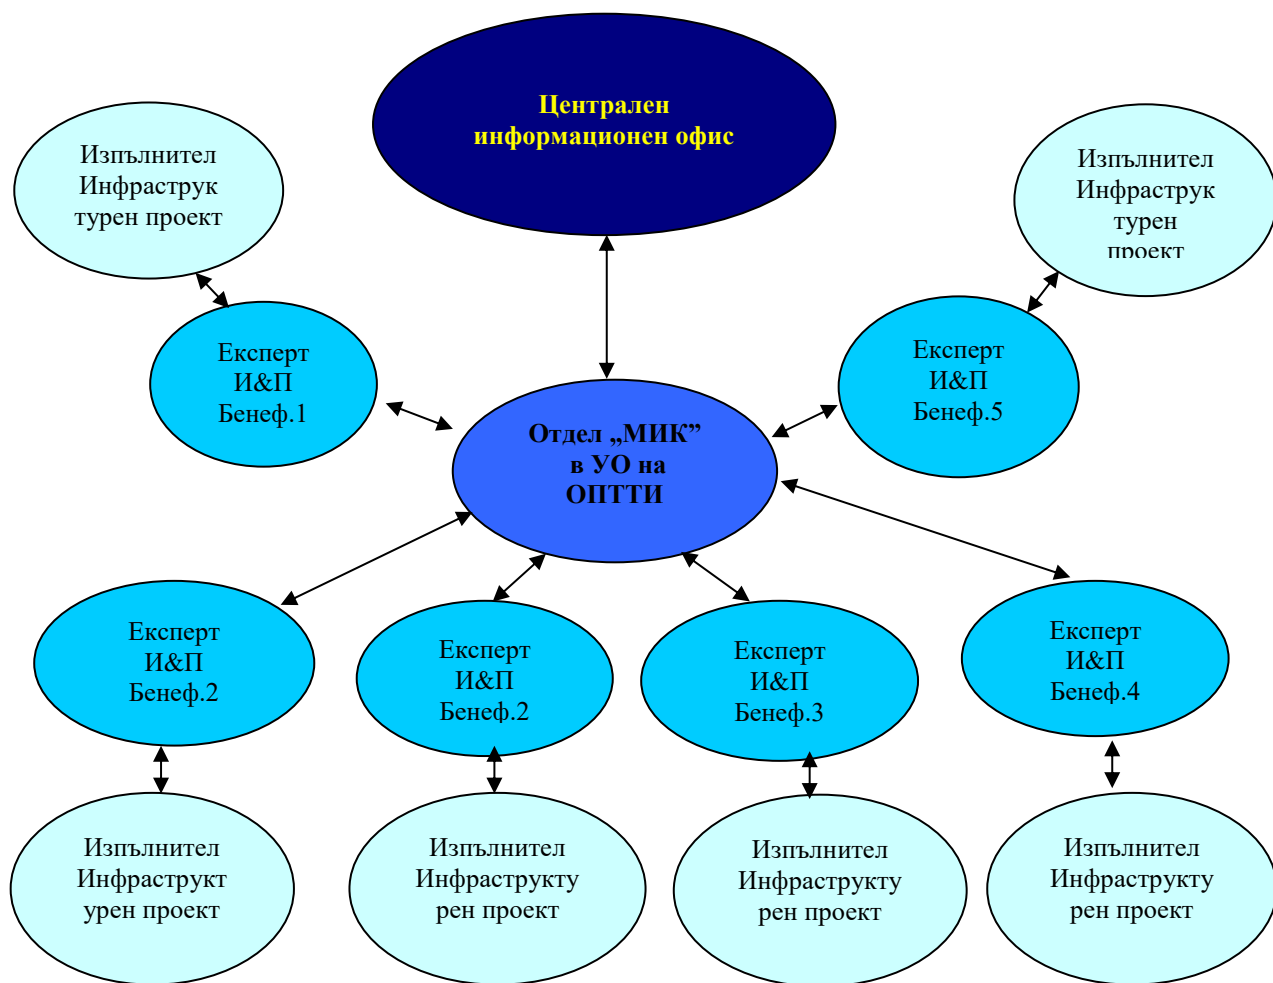 Централен
информационен офис
Изпълнител
Инфраструк
турен проект
Изпълнител
Инфраструк
турен
проект
Експерт
И&П
Бенеф.1
Експерт
И&П
Бенеф.5
Отдел „МИК”
в УО на
ОПТТИ
Експерт
И&П
Бенеф.2
Експерт
И&П
Бенеф.2
Експерт
И&П
Бенеф.3
Експерт
И&П
Бенеф.4
Изпълнител
Инфраструкт
урен проект
Изпълнител
Инфраструкту
рен проект
Изпълнител
Инфраструкту
рен проект
Изпълнител
Инфраструкту
рен проект